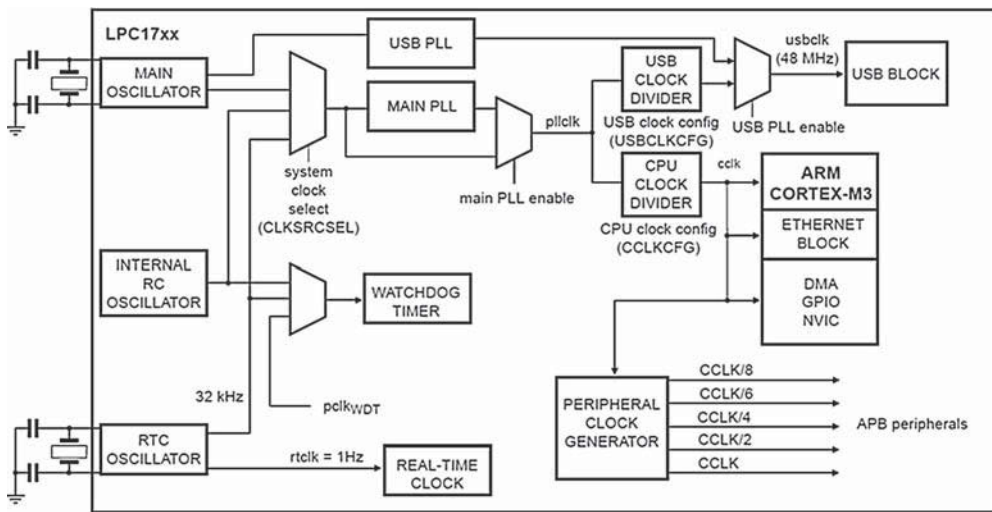 LPC17xx
MAIN
OSCILLATOR
USB PLL
MAIN PLL
system
clock
select
(CLKSRCSEL)
main PLL enable
pllclk
USB
CLOCK
DIVIDER
USB clock config
(USBCLKCFG)
CPU
CLOCK
DIVIDER
CPU clock config
(CCLKCFG)
usbclk
(48 MHz)
USB BLOCK
USB PLL enable
cclk
ARM
CORTEX-M3
ETHERNET
BLOCK
DMA
GPIO
NVIC
INTERNAL
RC
OSCILLATOR
WATCHDOG
TIMER
32 kHz
pclkWDT
RTC
OSCILLATOR
rtclk = 1Hz
REAL-TIME
CLOCK
PERIPHERAL
CLOCK
GENERATOR
CCLK/8
CCLK/6
CCLK/4
CCLK/2
CCLK
APB peripherals